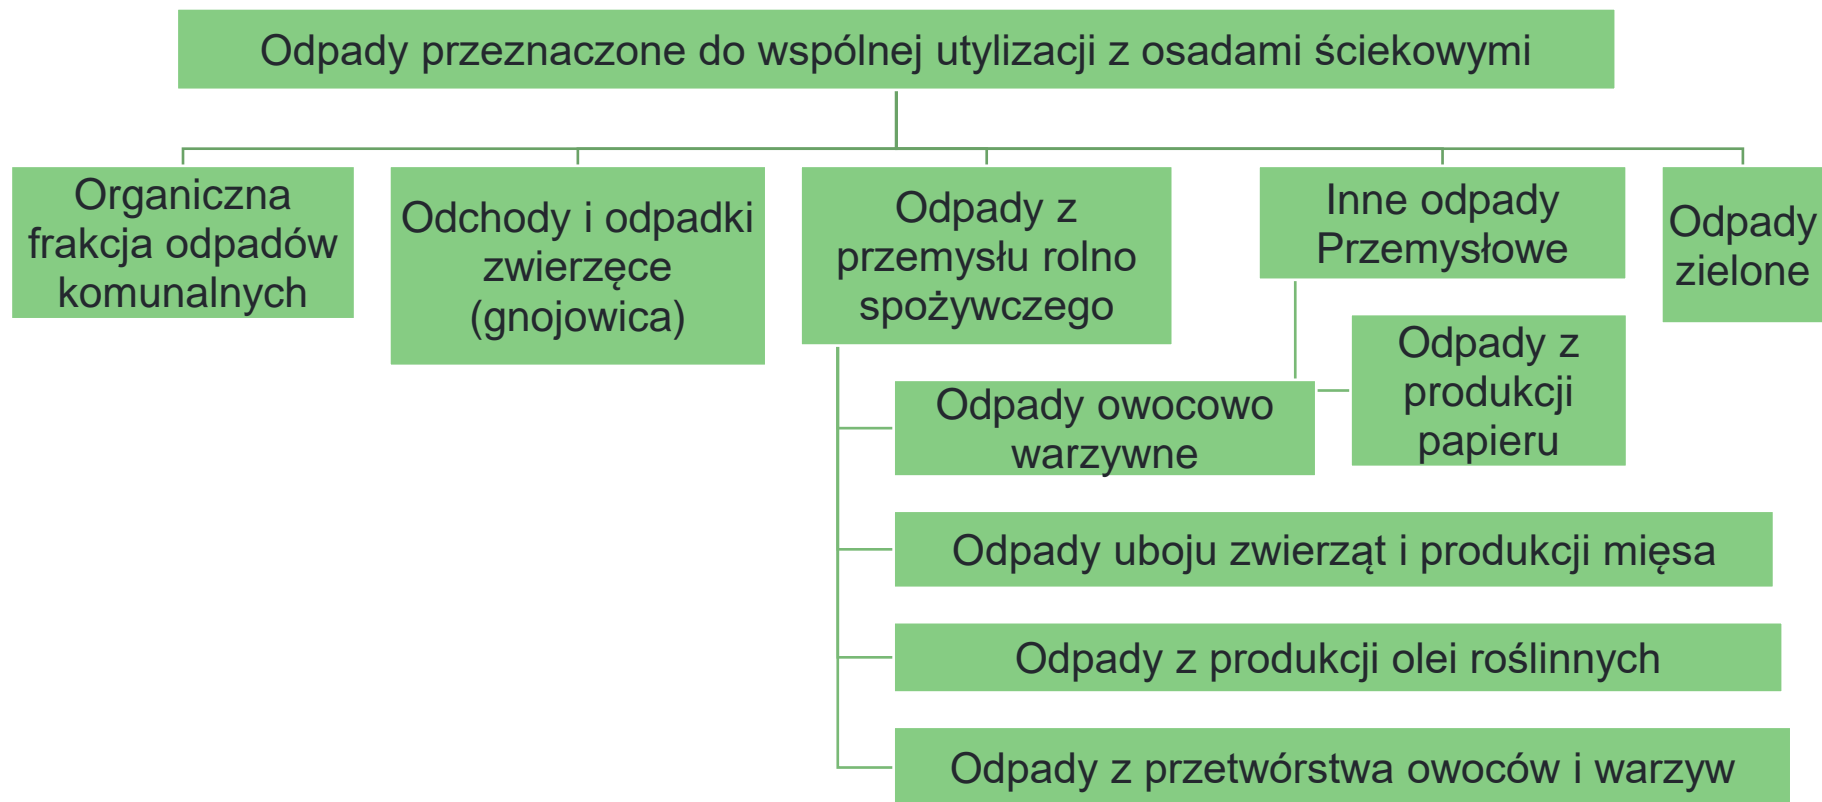 Odpady przeznaczone do wspólnej utylizacji z osadami ściekowymi
Organiczna
frakcja odpadów
komunalnych
Odchody i odpadki
zwierzęce
(gnojowica)
Odpady z
przemysłu rolno
spożywczego
Inne odpady
Przemysłowe
Odpady
zielone
Odpady z
produkcji
papieru
Odpady owocowo
warzywne
Odpady uboju zwierząt i produkcji mięsa
Odpady z produkcji olei roślinnych
Odpady z przetwórstwa owoców i warzyw